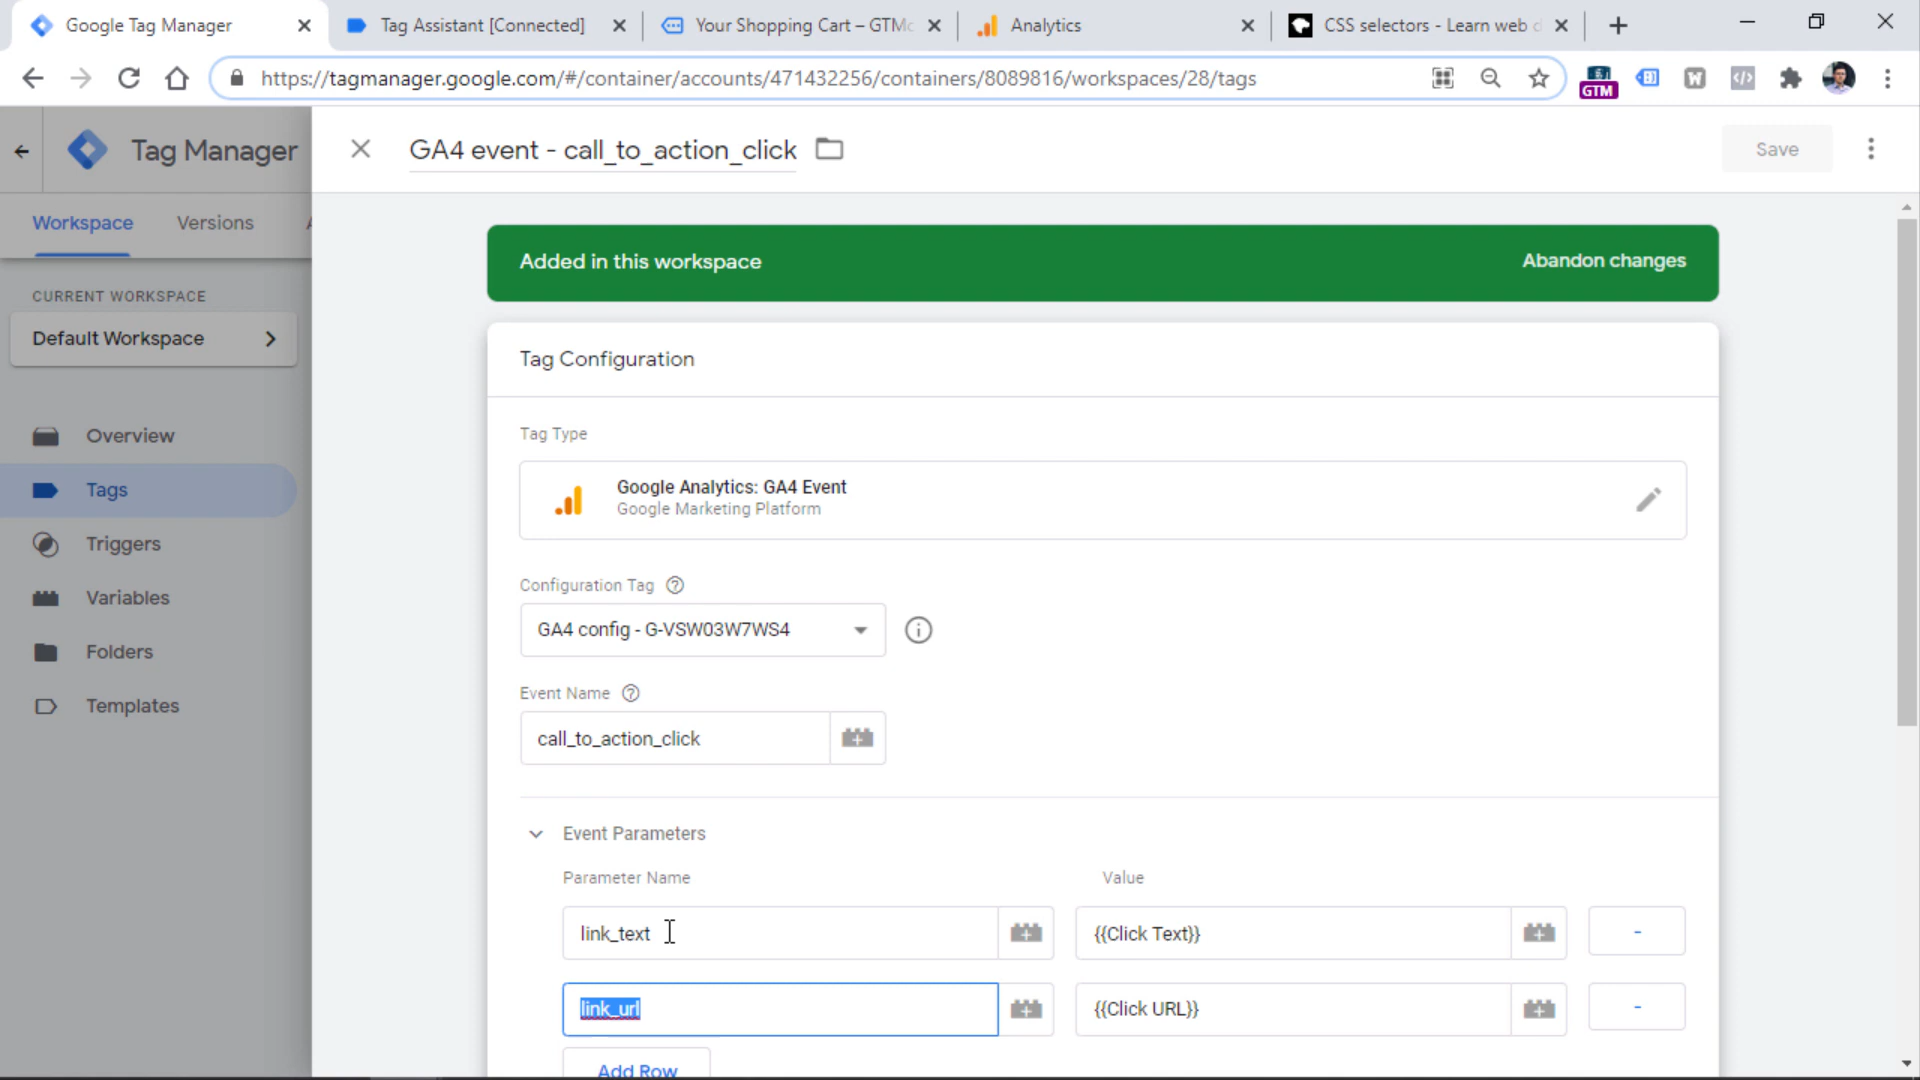 Google Tag Manager
Tag Assistant [Connected]
Your Shopping Cart – GTM
Analytics
CSS selectors - Learn web d
https://tagmanager.google.com/#/container/accounts/471432256/containers/8089816/workspaces/28/tags
GTM
W
Tag Manager
GA4 event - call_to_action_click
Save
Workspace
Versions
Added in this workspace
Abandon changes
CURRENT WORKSPACE
Default Workspace
Tag Configuration
Tag Type
Overview
Google Analytics: GA4 Event
Google Marketing Platform
Tags
Triggers
Configuration Tag
Variables
GA4 config - G-VSW03W7WS4
Folders
Event Name
Templates
call_to_action_click
Event Parameters
Parameter Name
Value
link_text
{{Click Text}}
-
link_url
{{Click URL}}
-
Add Row